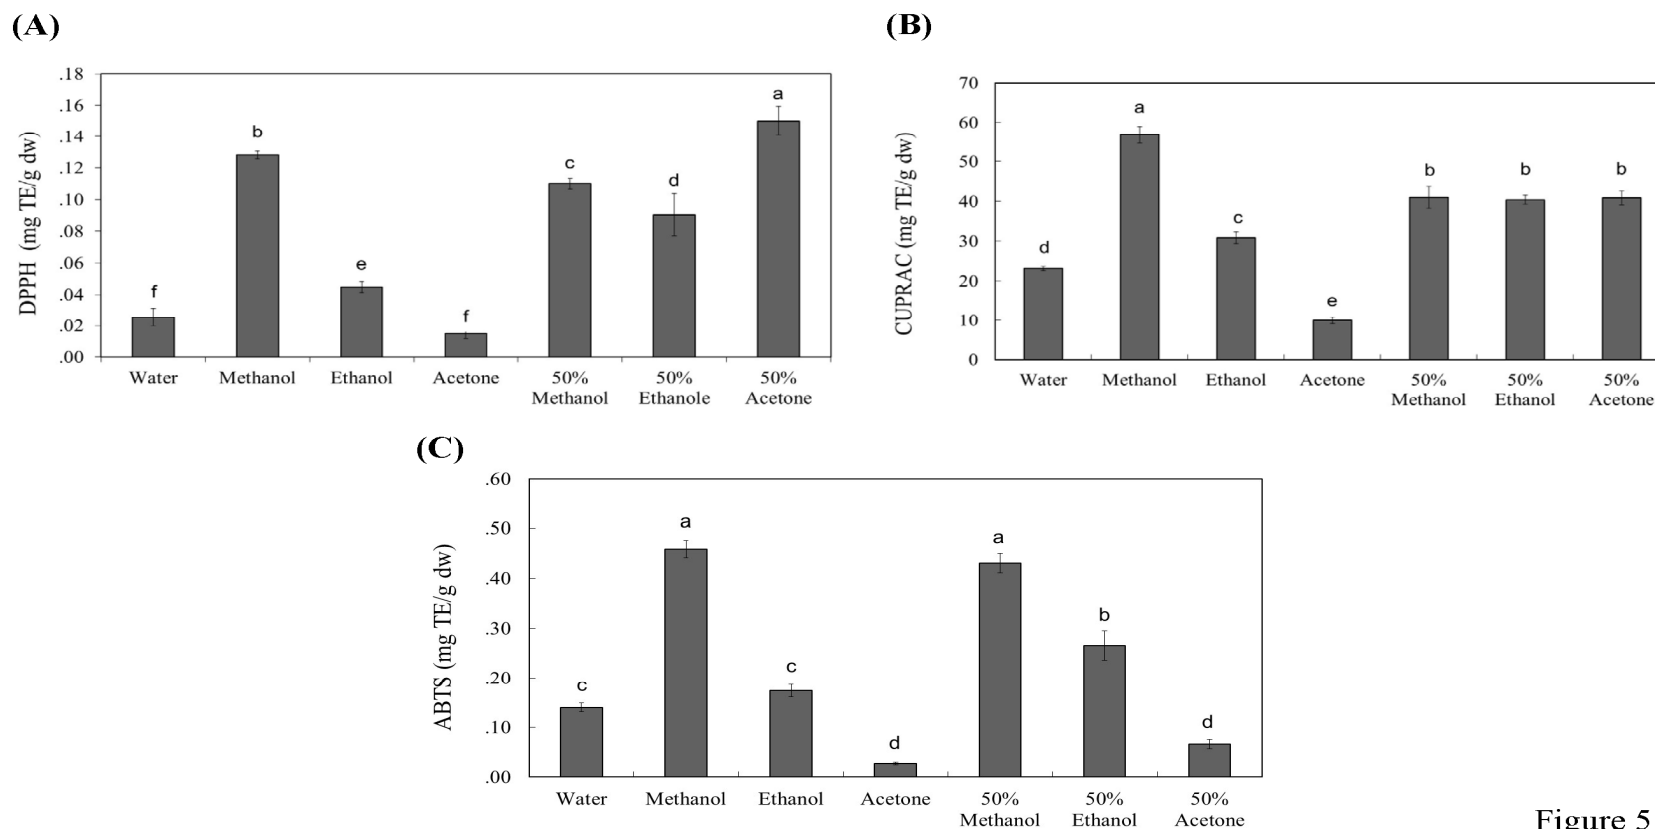 (A)
(B)
.18
.16
.14
.12
.10
.08
.06
.04
.02
.00
DPPH (mg TE/g dw)
f
b
e
f
c
d
a
Water
Methanol
Ethanol
Acetone
50%
Methanol
50%
Ethanole
50%
Acetone
70
60
50
40
30
20
10
0
CUPRAC (mg TE/g dw)
d
a
c
e
b
b
b
Water
Methanol
Ethanol
Acetone
50%
Methanol
50%
Ethanol
50%
Acetone
(C)
.60
.50
.40
.30
.20
.10
.00
ABTS (mg TE/g dw)
c
a
c
d
a
b
d
Water
Methanol
Ethanol
Acetone
50%
Methanol
50%
Ethanol
50%
Acetone
Figure 5